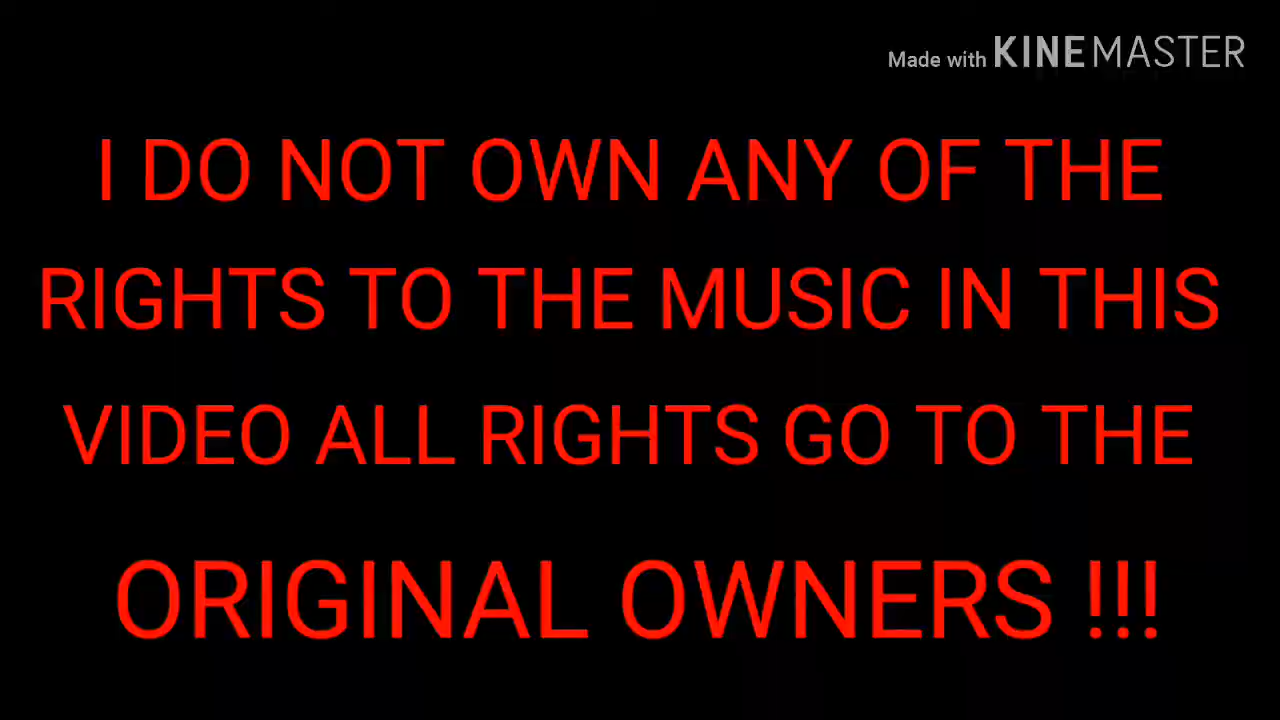 Made with KINEMASTER
I DO NOT OWN ANY OF THE
RIGHTS TO THE MUSIC IN THIS
VIDEO ALL RIGHTS GO TO THE
ORIGINAL OWNERS !!!